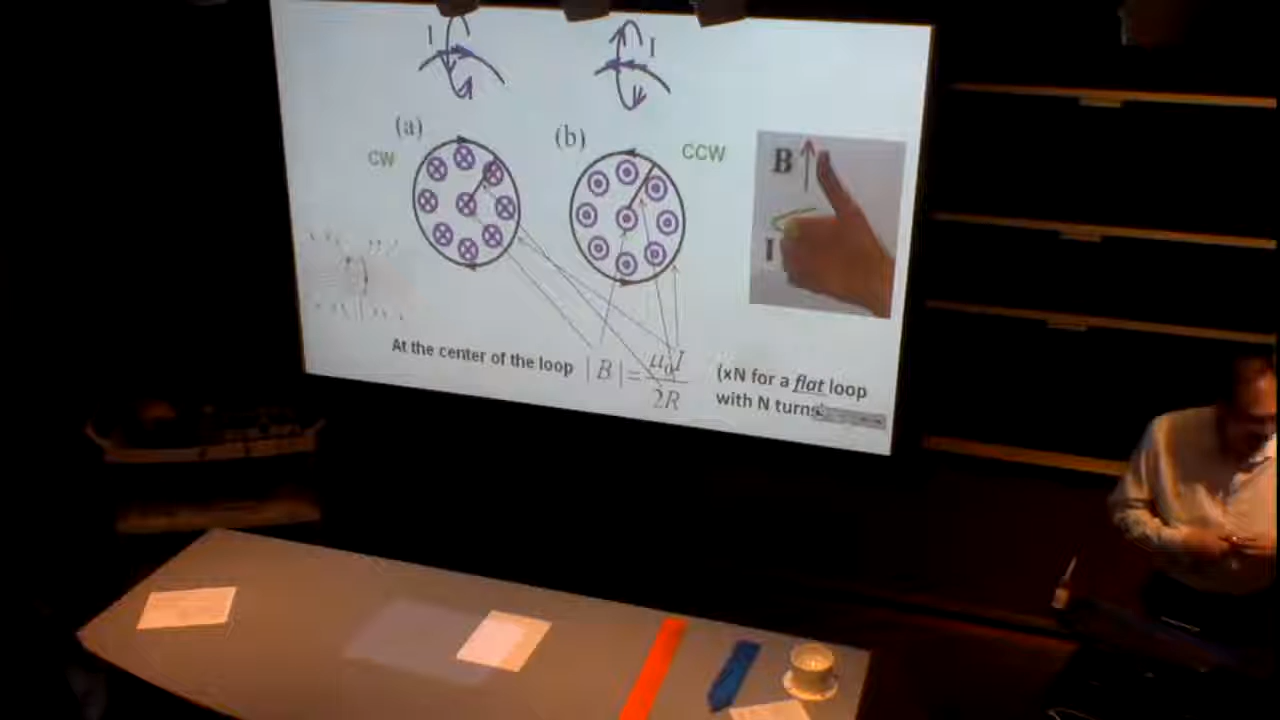 I
I
(a)
(b)
CW
CCW
B
I
At the center of the loop |B|= μ₀I / 2R
(xN for a flat loop
with N turns